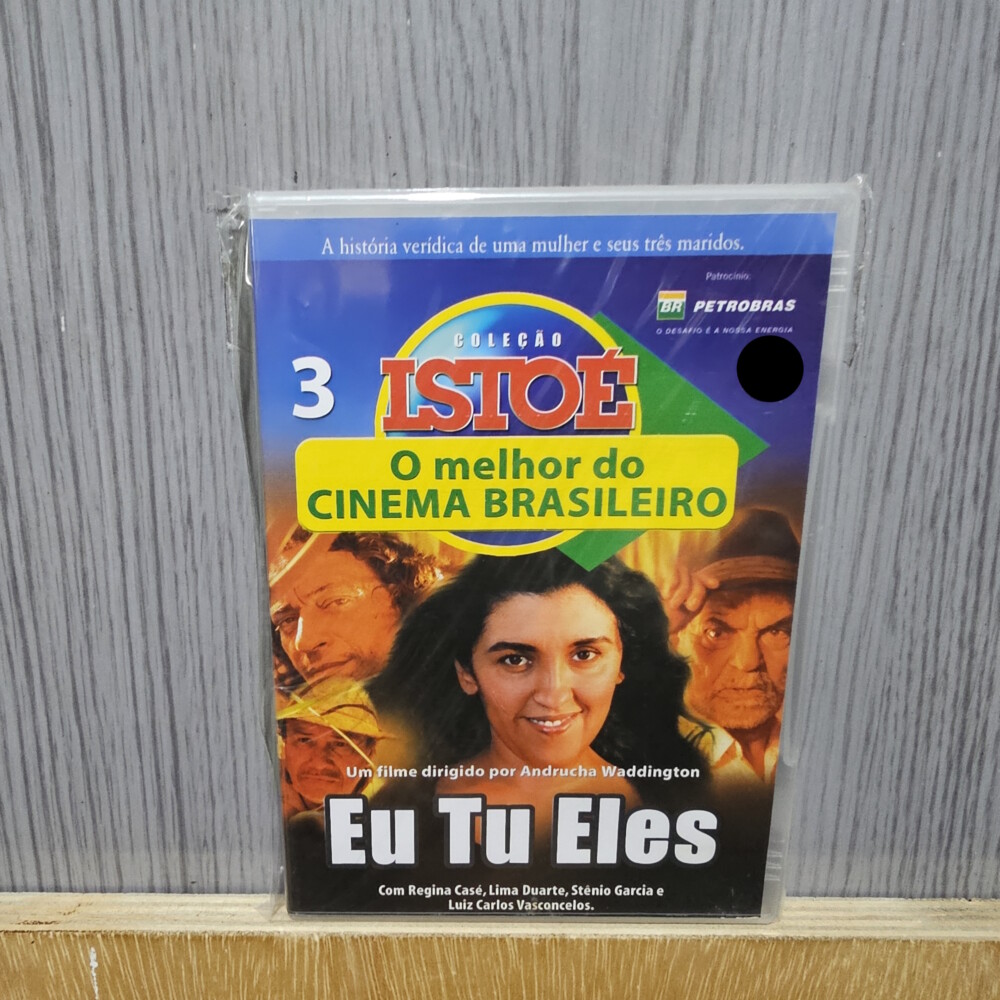 A história verídica de uma mulher e seus três maridos.
Patrocínio:
BR PETROBRAS
O DESAFIO É A NOSSA ENERGIA
3
COLEÇÃO
ISTOÉ
O melhor do
CINEMA BRASILEIRO
Um filme dirigido por Andrucha Waddington
Eu Tu Eles
Com Regina Casé, Lima Duarte, Stênio Garcia e
Luiz Carlos Vasconcelos.